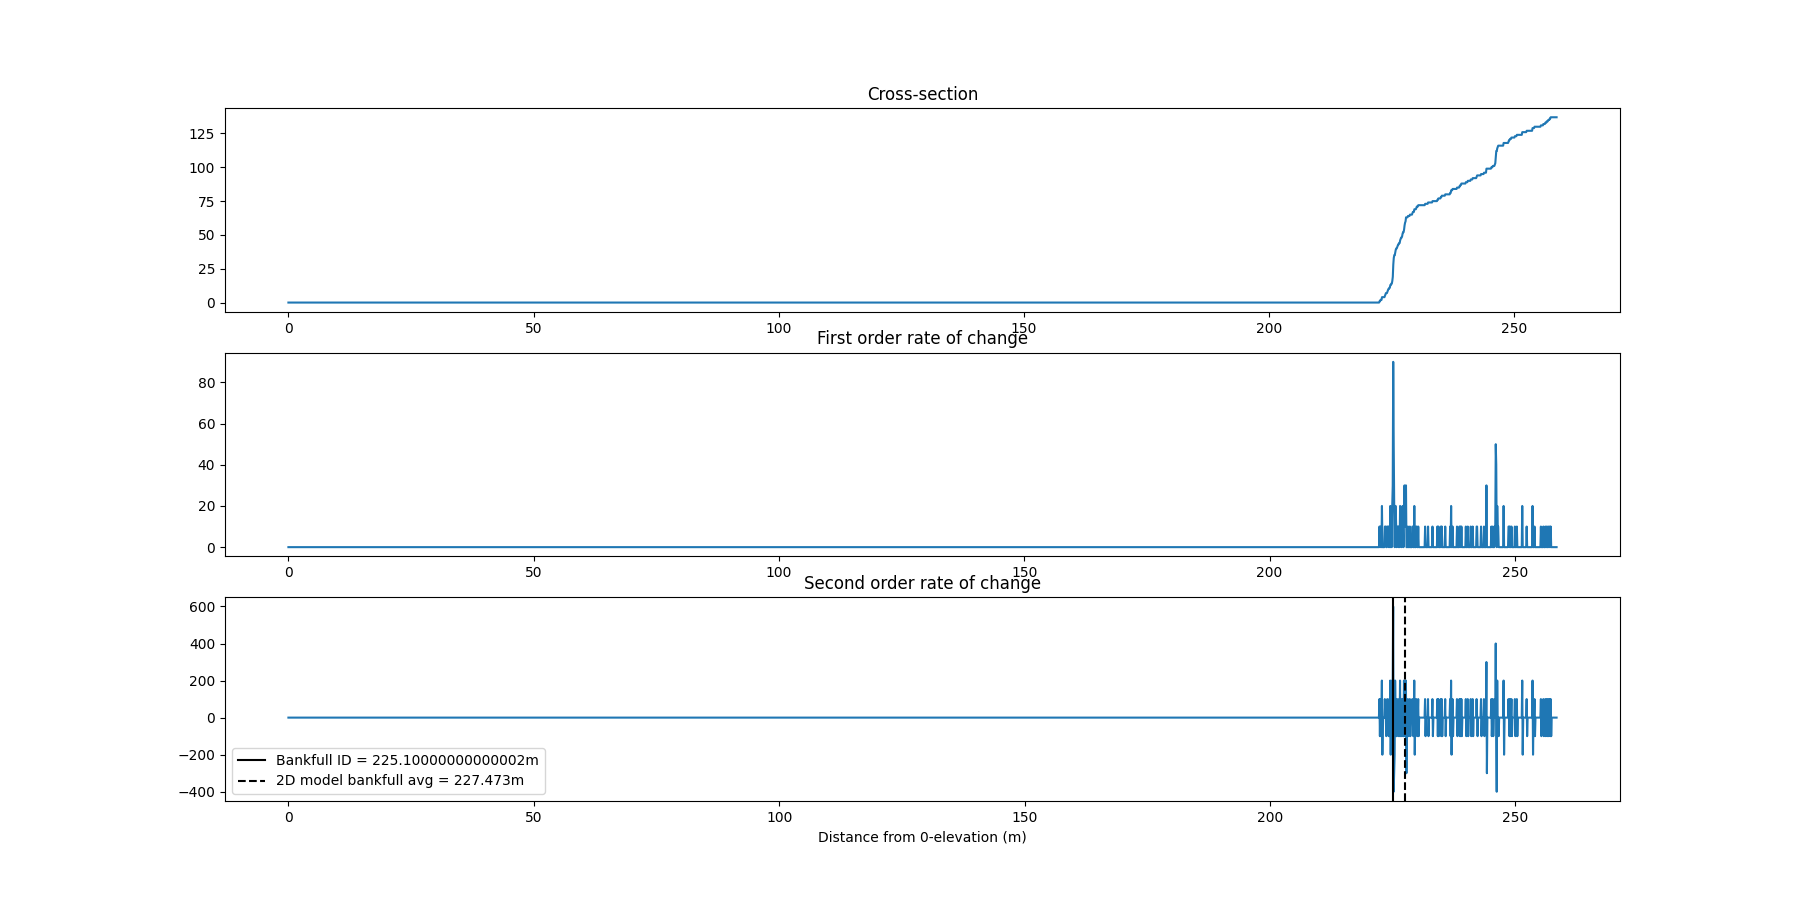 Cross-section
125
100
75
50
25
0
0 50 100 150 200 250
First order rate of change
80
60
40
20
0
0 50 100 150 200 250
Second order rate of change
600
400
200
0
−200
−400
Bankfull ID = 225.10000000000002m
2D model bankfull avg = 227.473m
0 50 100 150 200 250
Distance from 0-elevation (m)